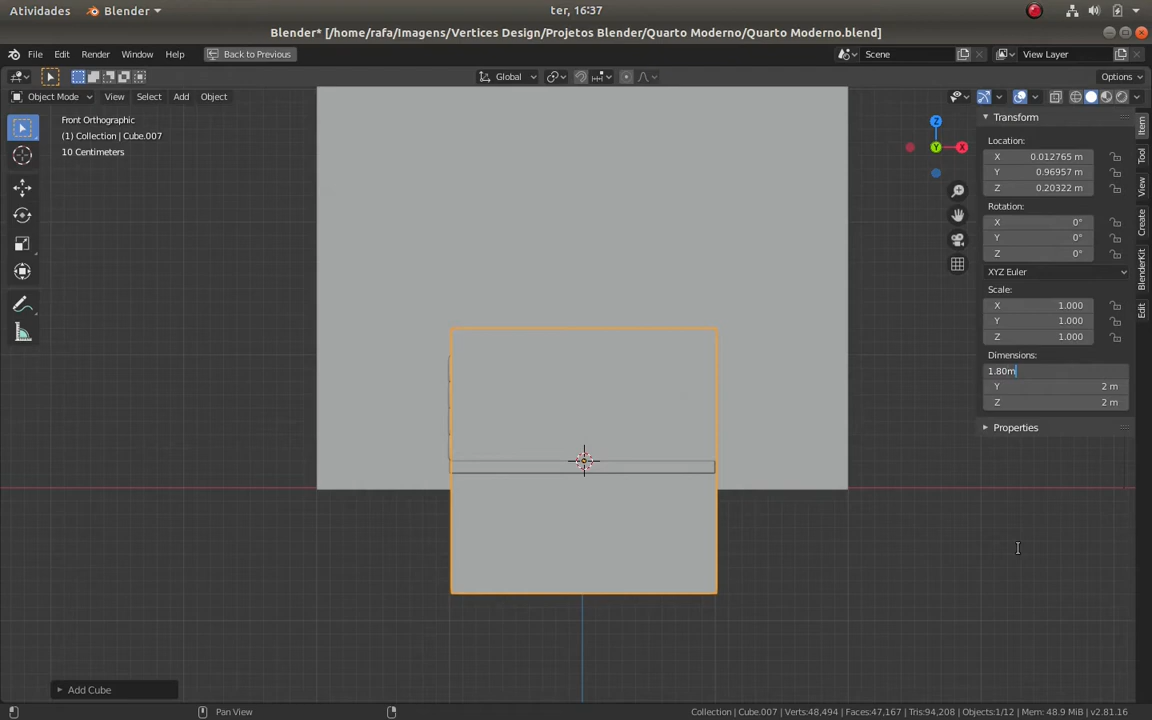 Atividades Blender ter, 16:37
Blender* [/home/rafa/Imagens/Vertices Design/Projetos Blender/Quarto Moderno/Quarto Moderno.blend]
File Edit Render Window Help Back to Previous Scene View Layer
Global Options
Object Mode View Select Add Object
Front Orthographic
(1) Collection | Cube.007
10 Centimeters
Z
Y
X
Transform
Location:
X 0.012765 m
Y 0.96957 m
Z 0.20322 m
Rotation:
X 0°
Y 0°
Z 0°
XYZ Euler
Scale:
X 1.000
Y 1.000
Z 1.000
Dimensions:
1.80m
Y 2 m
Z 2 m
Properties
Item
Tool
View
Create
BlenderKit
Edit
Add Cube
Pan View
Collection | Cube.007 | Verts:48,494 | Faces:47,167 | Tris:94,208 | Objects:1/12 | Mem: 48.9 MiB | v2.81.16